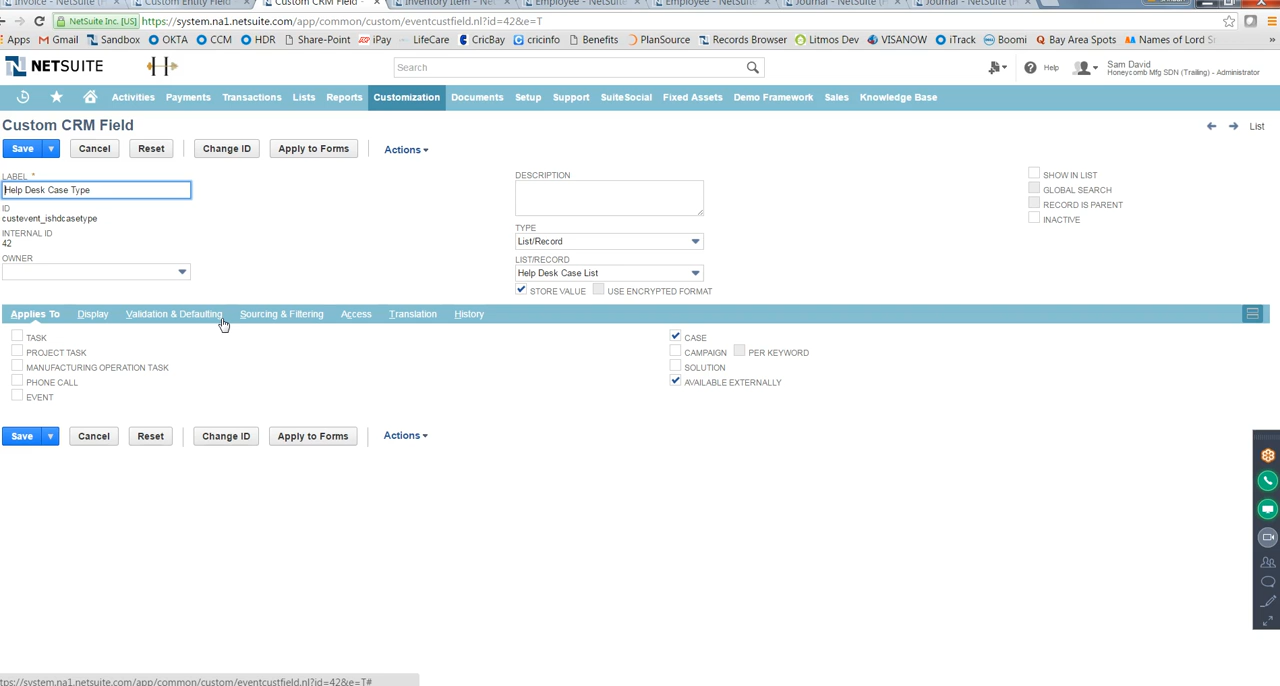 Invoice - NetSuite (M × Custom Entity Field × Custom CRM Field - × Inventory Item - Net × Employee - NetSuite × Employee - NetSuite × Journal - NetSuite (M × Journal - NetSuite (M ×
NetSuite Inc. [US] https://system.na1.netsuite.com/app/common/custom/eventcustfield.nl?id=42&e=T
Apps Gmail Sandbox OKTA CCM HDR Share-Point iPay LifeCare CricBay cricclub Benefits PlanSource Records Browser Litmos Dev VISANOW iTrack Boomi Bay Area Spots Names of Lord S »
NETSUITE Search Help Sam David
Honeycomb Mfg SDN (Trailing) - Administrator
Activities Payments Transactions Lists Reports Customization Documents Setup Support SuiteSocial Fixed Assets Demo Framework Sales Knowledge Base
Custom CRM Field List
Save Cancel Reset Change ID Apply to Forms Actions
LABEL *
Help Desk Case Type
ID
custevent_ishdcasetype
INTERNAL ID
42
OWNER
DESCRIPTION
TYPE
List/Record
LIST/RECORD
Help Desk Case List
STORE VALUE USE ENCRYPTED FORMAT
SHOW IN LIST
GLOBAL SEARCH
RECORD IS PARENT
INACTIVE
Applies To Display Validation & Defaulting Sourcing & Filtering Access Translation History
TASK
PROJECT TASK
MANUFACTURING OPERATION TASK
PHONE CALL
EVENT
CASE
CAMPAIGN PER KEYWORD
SOLUTION
AVAILABLE EXTERNALLY
Save Cancel Reset Change ID Apply to Forms Actions
tps://system.na1.netsuite.com/app/common/custom/eventcustfield.nl?id=42&e=T#